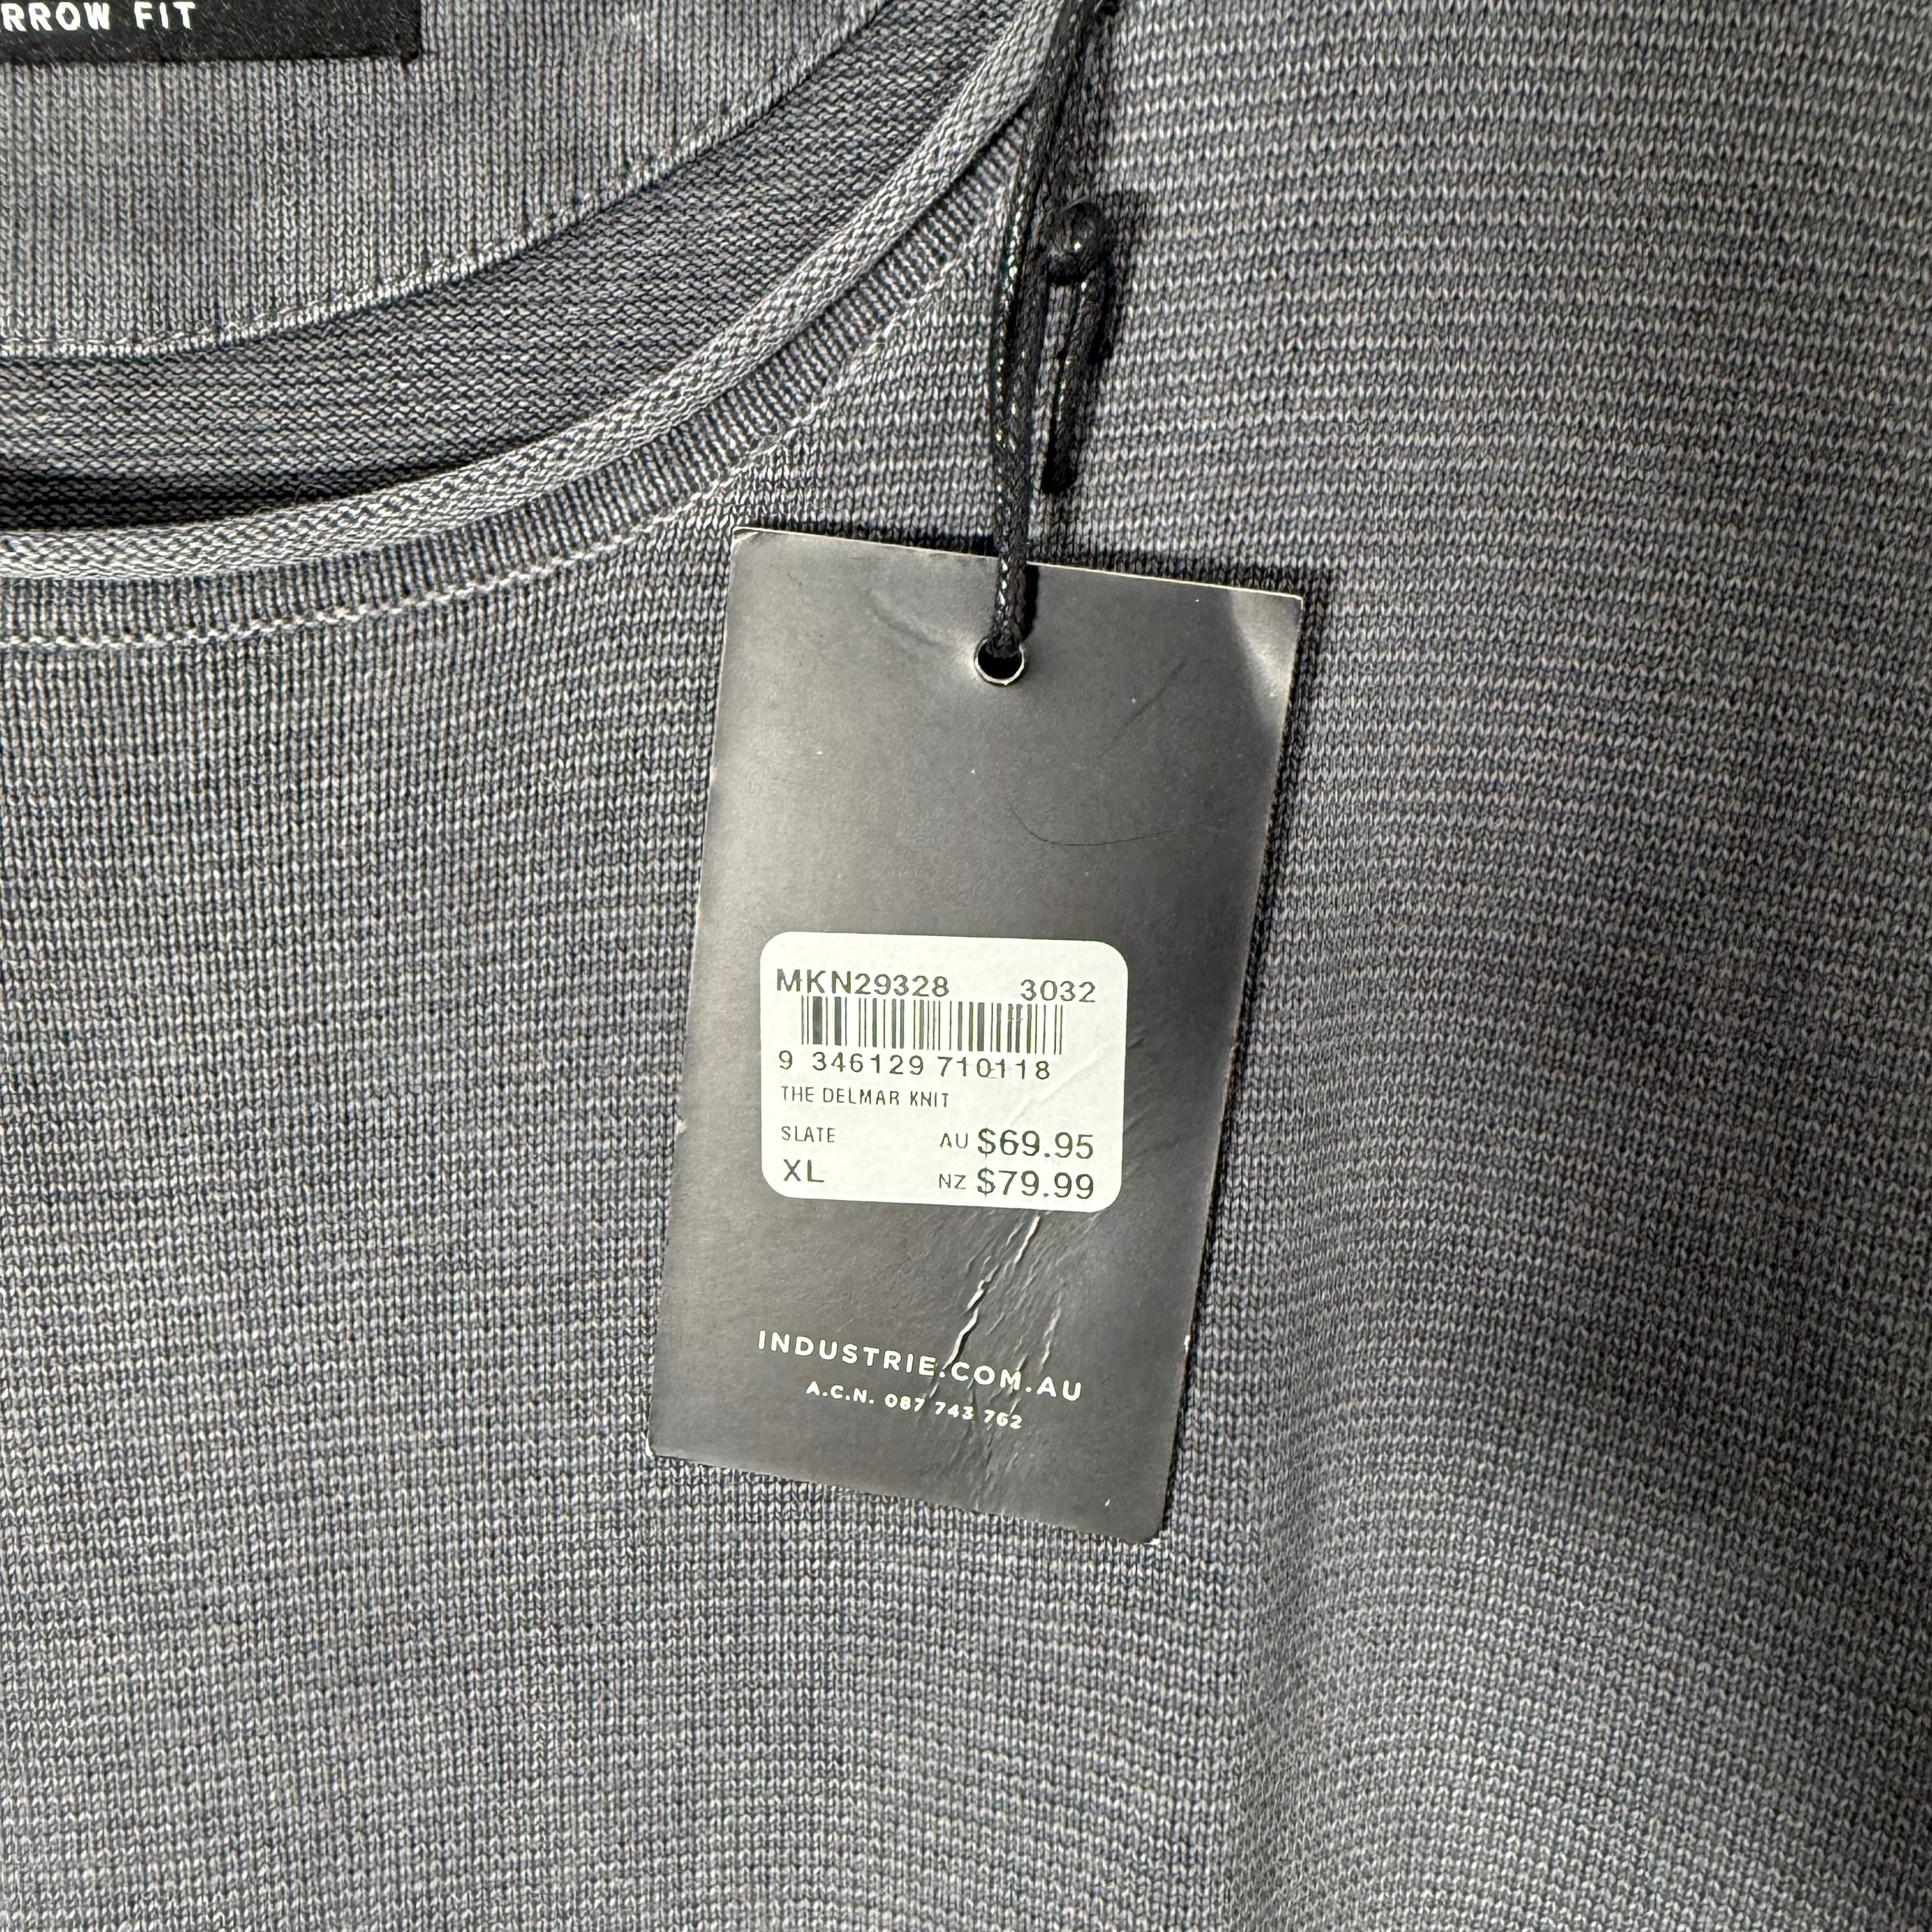 RROW FIT
MKN29328 3032
9 346129 710118
THE DELMAR KNIT
SLATE AU $69.95
XL NZ $79.99
INDUSTRIE.COM.AU
A.C.N. 087 743 762